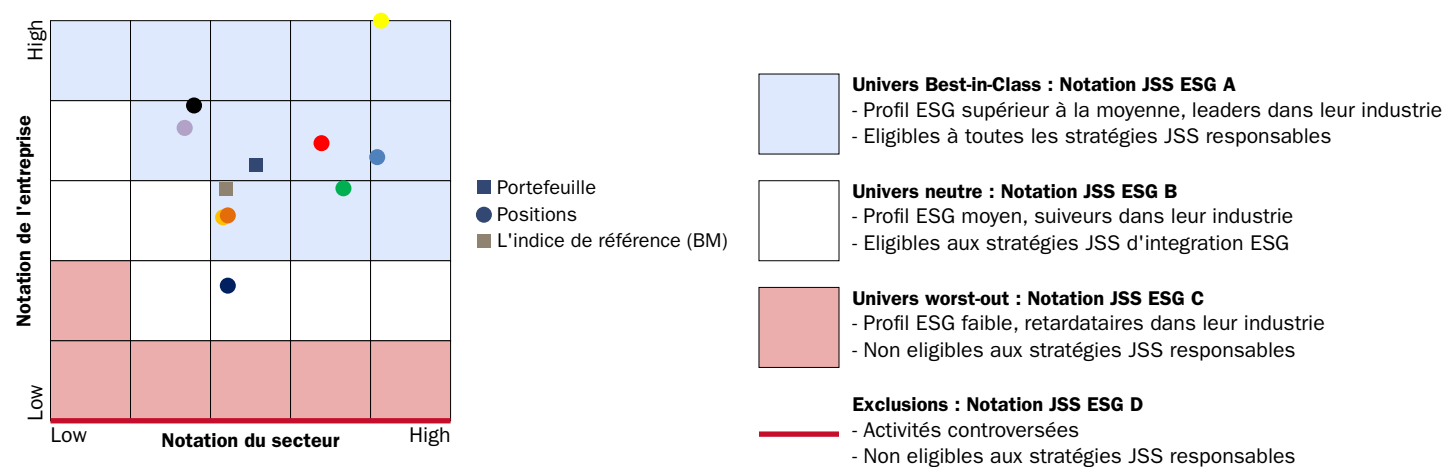 High
Notation de l'entreprise
Low
Low
Notation du secteur
High
Portefeuille
Positions
L'indice de référence (BM)
Univers Best-in-Class : Notation JSS ESG A
- Profil ESG supérieur à la moyenne, leaders dans leur industrie
- Eligibles à toutes les stratégies JSS responsables
Univers neutre : Notation JSS ESG B
- Profil ESG moyen, suiveurs dans leur industrie
- Eligibles aux stratégies JSS d'integration ESG
Univers worst-out : Notation JSS ESG C
- Profil ESG faible, retardataires dans leur industrie
- Non eligibles aux stratégies JSS responsables
Exclusions : Notation JSS ESG D
- Activités controversées
- Non eligibles aux stratégies JSS responsables